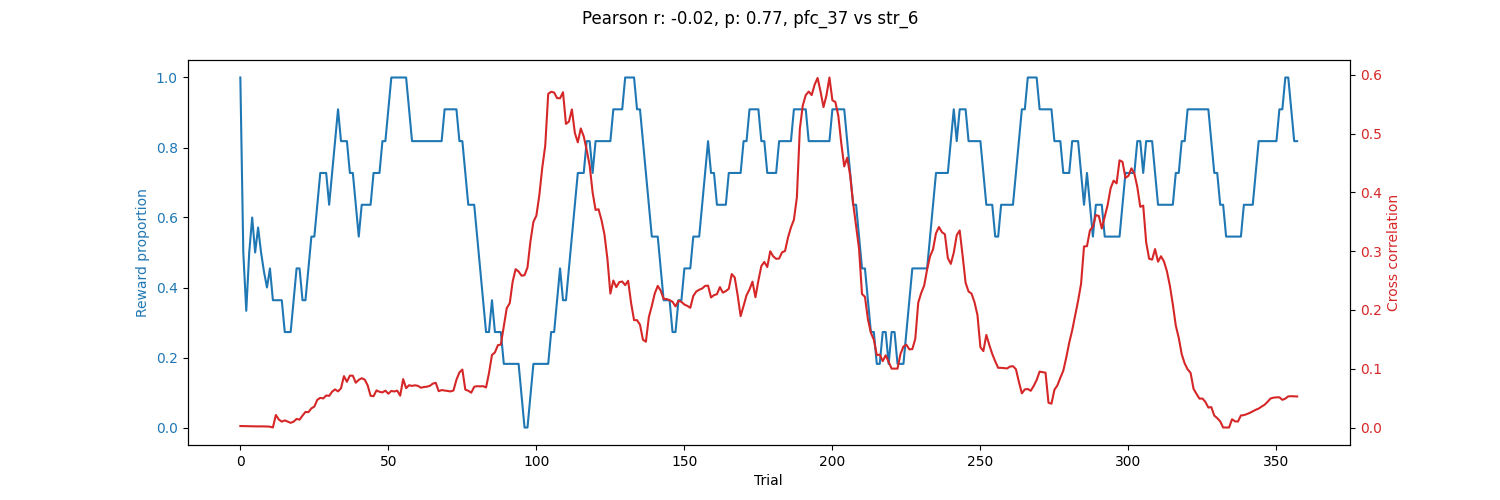 Pearson r: -0.02, p: 0.77, pfc_37 vs str_6
1.0
0.8
0.6
0.4
0.2
0.0
Reward proportion
0.6
0.5
0.4
0.3
0.2
0.1
0.0
Cross correlation
0 50 100 150 200 250 300 350
Trial